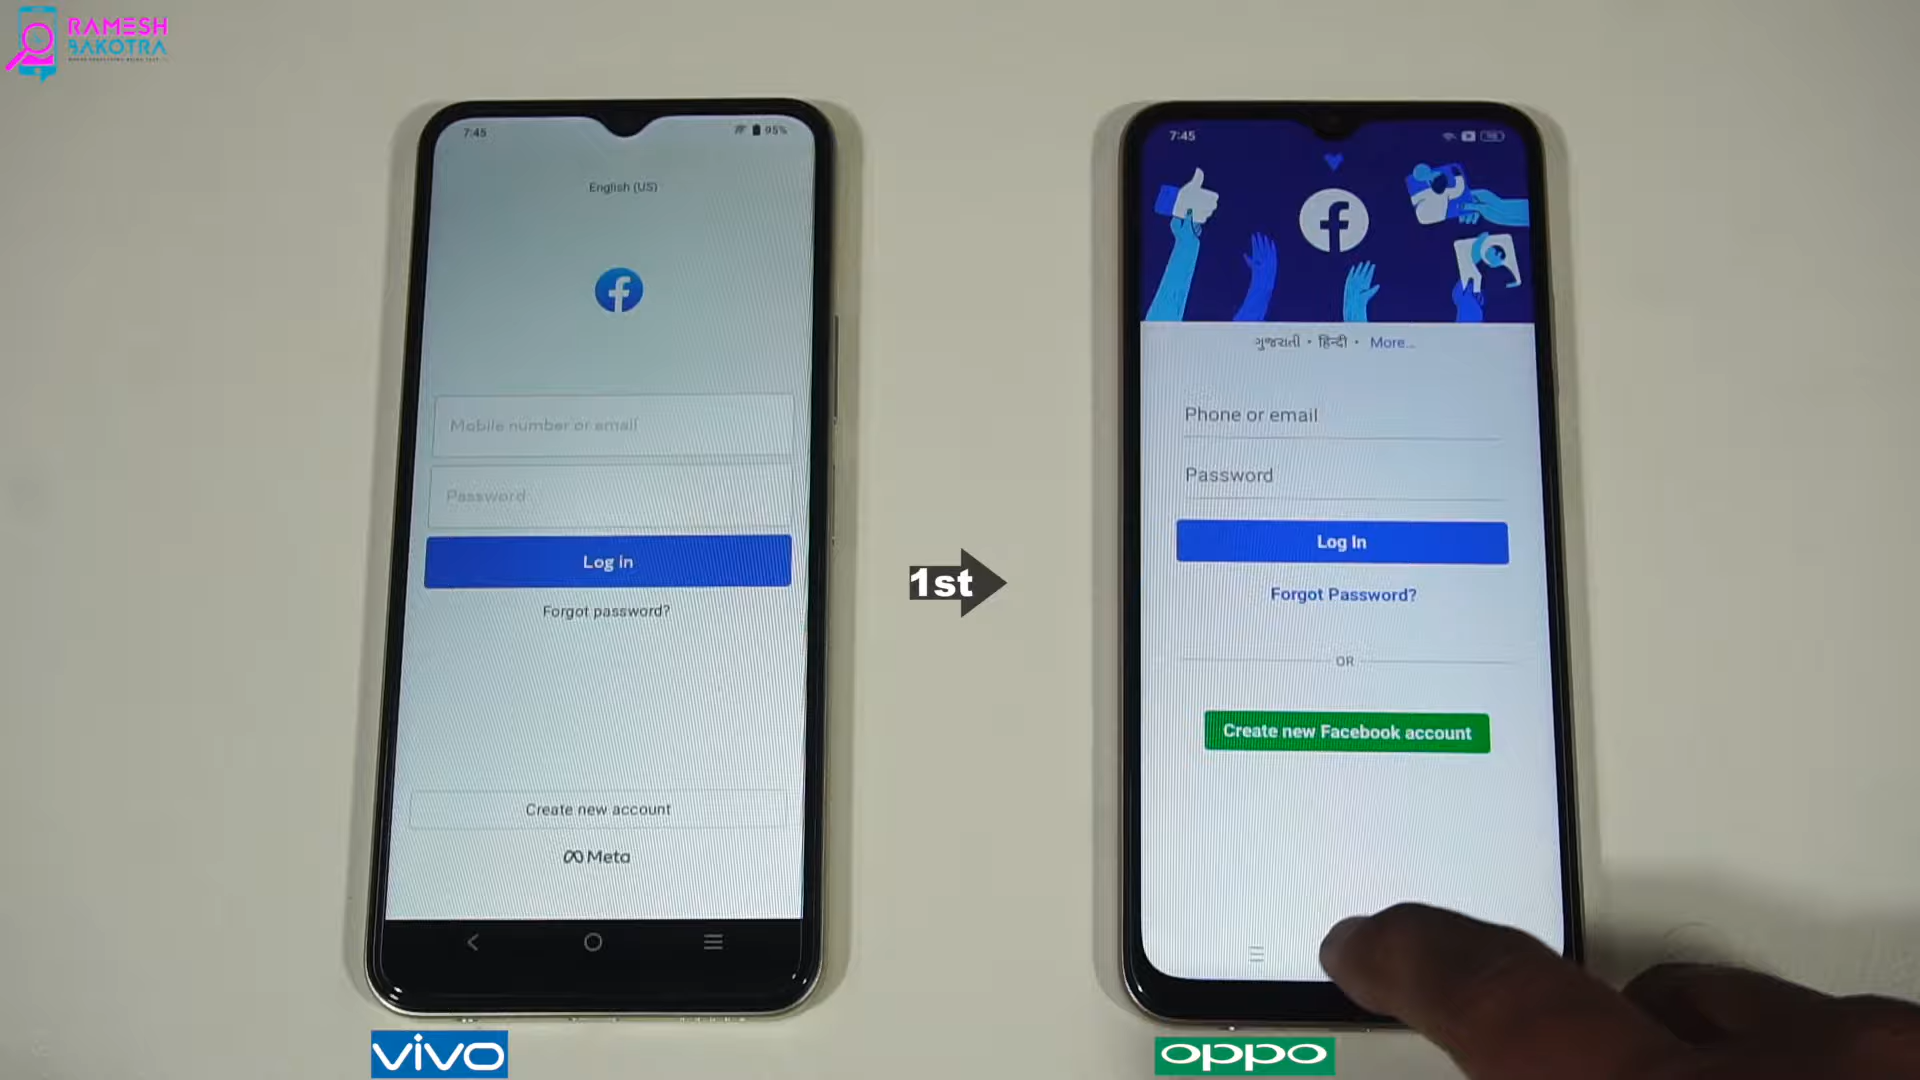 RAMESH
BAKOTRA
7:45
95%
English (US)
Mobile number or email
Password
Log in
Forgot password?
Create new account
Meta
vivo
1st
7:45
ગુજરાતી • हिन्दी • More...
Phone or email
Password
Log In
Forgot Password?
OR
Create new Facebook account
oppo